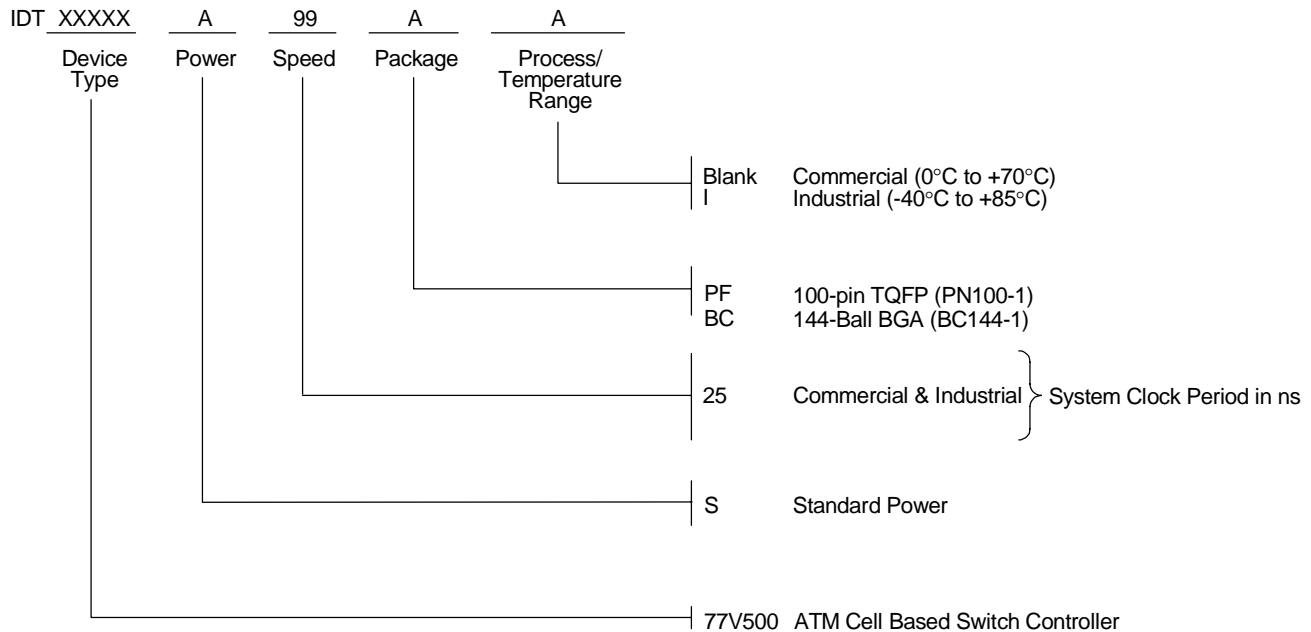 IDT XXXXX A 99 A A
Device Type Power Speed Package Process/ Temperature Range
Blank Commercial (0°C to +70°C)
I Industrial (-40°C to +85°C)
PF 100-pin TQFP (PN100-1)
BC 144-Ball BGA (BC144-1)
25 Commercial & Industrial System Clock Period in ns
S Standard Power
77V500 ATM Cell Based Switch Controller